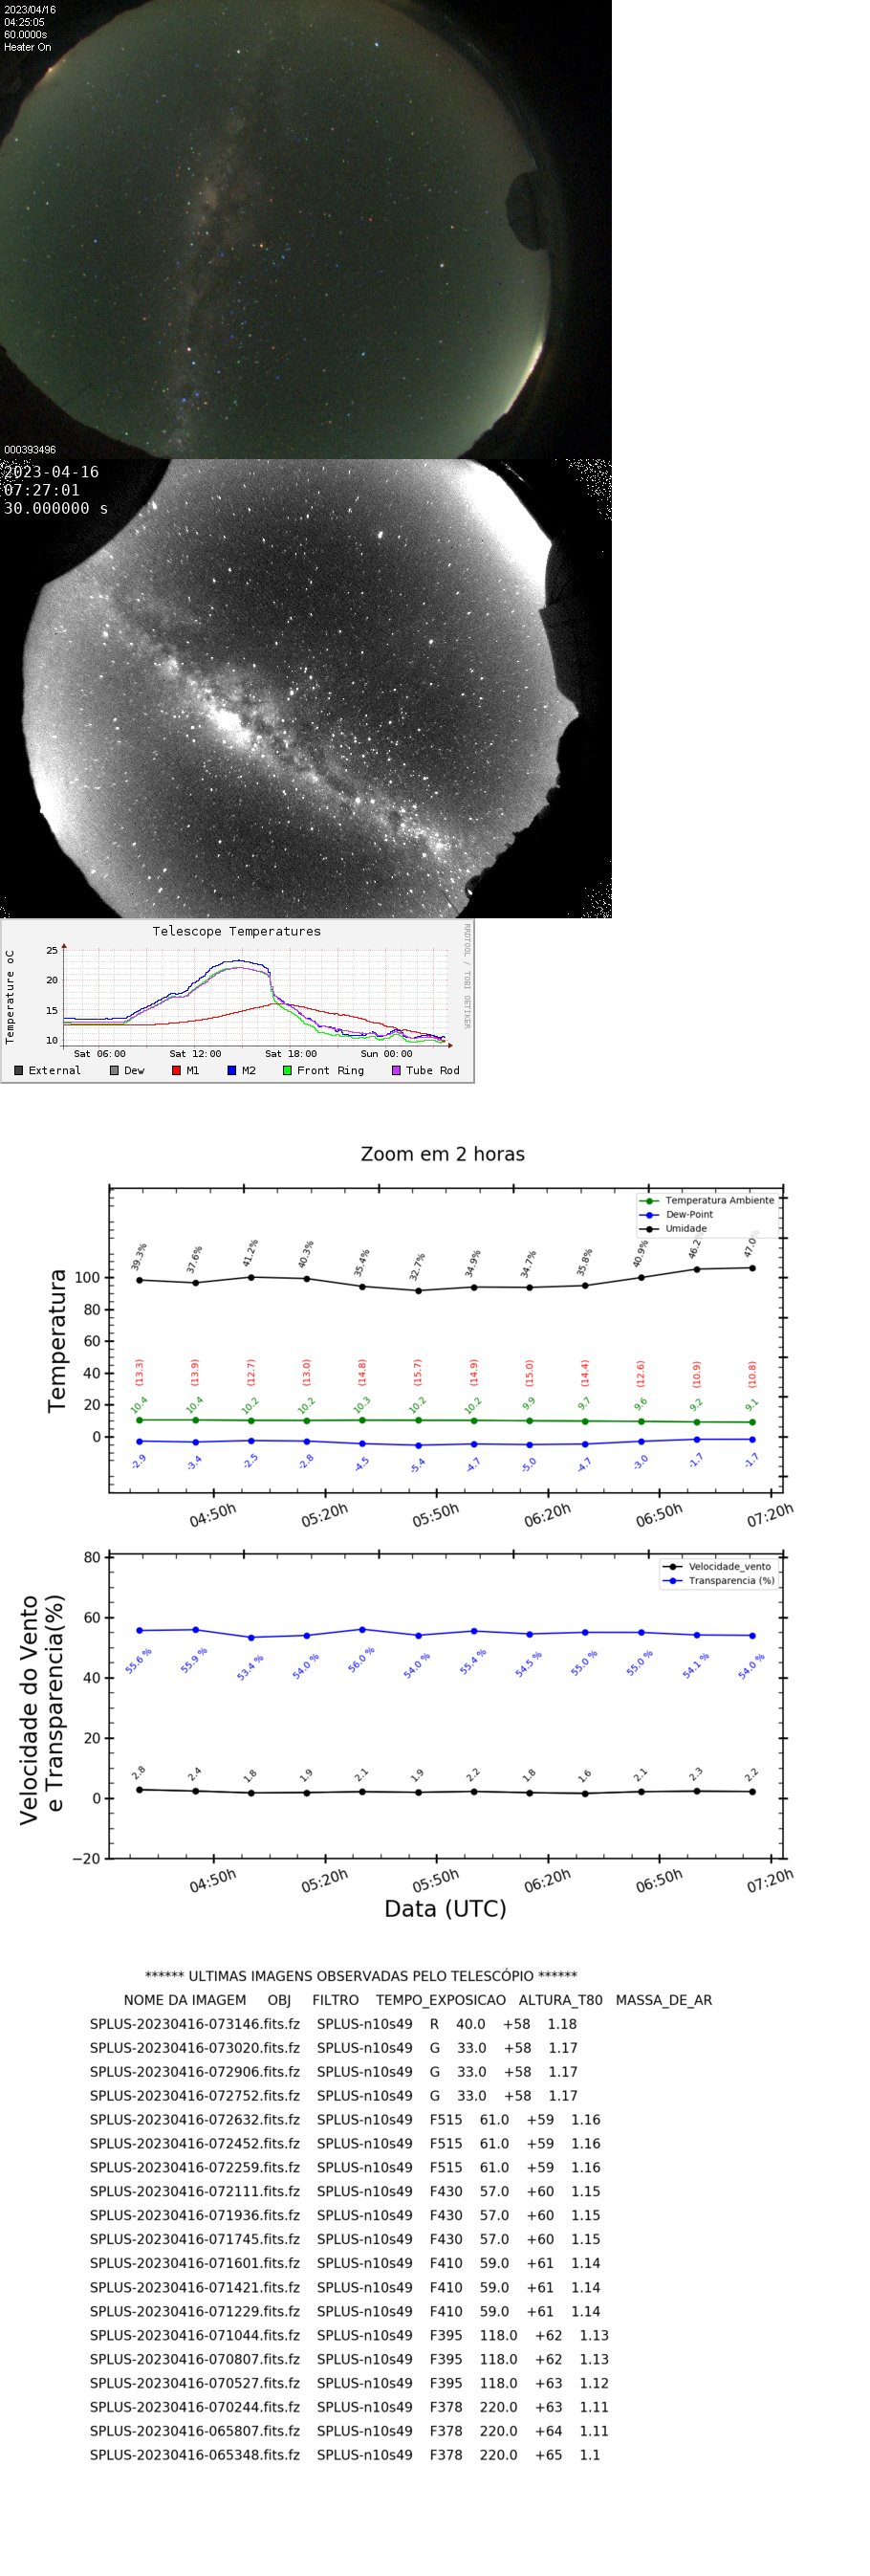 2023/04/16
04:25:05
60.0000s
Heater On
000393496
2023-04-16
07:27:01
30.000000 s
Telescope Temperatures
RRDTOOL / TOBI OETIKER
Temperature oC
25
20
15
10
Sat 06:00 Sat 12:00 Sat 18:00 Sun 00:00
External Dew M1 M2 Front Ring Tube Rod
Zoom em 2 horas
Temperatura Ambiente
Dew-Point
Umidade
39.3% 37.6% 41.2% 40.3% 35.4% 32.7% 34.9% 34.7% 35.8% 40.9% 46.2 47.0%
Temperatura
100
80
60
40
20
0
(13.3) (13.9) (12.7) (13.0) (14.8) (15.7) (14.9) (15.0) (14.4) (12.6) (10.9) (10.8)
10.4 10.4 10.2 10.2 10.3 10.2 10.2 9.9 9.7 9.6 9.2 9.1
-2.9 -3.4 -2.5 -2.8 -4.5 -5.4 -4.7 -5.0 -4.7 -3.0 -1.7 -1.7
04:50h 05:20h 05:50h 06:20h 06:50h 07:20h
Velocidade_vento
Transparencia (%)
Velocidade do Vento
e Transparencia(%)
80
60
40
20
0
−20
55.6 % 55.9 % 53.4 % 54.0 % 56.0 % 54.0 % 55.4 % 54.5 % 55.0 % 55.0 % 54.1 % 54.0 %
2.8 2.4 1.8 1.9 2.1 1.9 2.2 1.8 1.6 2.1 2.3 2.2
04:50h 05:20h 05:50h 06:20h 06:50h 07:20h
Data (UTC)
****** ULTIMAS IMAGENS OBSERVADAS PELO TELESCÓPIO ******
NOME DA IMAGEM OBJ FILTRO TEMPO_EXPOSICAO ALTURA_T80 MASSA_DE_AR
SPLUS-20230416-073146.fits.fz SPLUS-n10s49 R 40.0 +58 1.18
SPLUS-20230416-073020.fits.fz SPLUS-n10s49 G 33.0 +58 1.17
SPLUS-20230416-072906.fits.fz SPLUS-n10s49 G 33.0 +58 1.17
SPLUS-20230416-072752.fits.fz SPLUS-n10s49 G 33.0 +58 1.17
SPLUS-20230416-072632.fits.fz SPLUS-n10s49 F515 61.0 +59 1.16
SPLUS-20230416-072452.fits.fz SPLUS-n10s49 F515 61.0 +59 1.16
SPLUS-20230416-072259.fits.fz SPLUS-n10s49 F515 61.0 +59 1.16
SPLUS-20230416-072111.fits.fz SPLUS-n10s49 F430 57.0 +60 1.15
SPLUS-20230416-071936.fits.fz SPLUS-n10s49 F430 57.0 +60 1.15
SPLUS-20230416-071745.fits.fz SPLUS-n10s49 F430 57.0 +60 1.15
SPLUS-20230416-071601.fits.fz SPLUS-n10s49 F410 59.0 +61 1.14
SPLUS-20230416-071421.fits.fz SPLUS-n10s49 F410 59.0 +61 1.14
SPLUS-20230416-071229.fits.fz SPLUS-n10s49 F410 59.0 +61 1.14
SPLUS-20230416-071044.fits.fz SPLUS-n10s49 F395 118.0 +62 1.13
SPLUS-20230416-070807.fits.fz SPLUS-n10s49 F395 118.0 +62 1.13
SPLUS-20230416-070527.fits.fz SPLUS-n10s49 F395 118.0 +63 1.12
SPLUS-20230416-070244.fits.fz SPLUS-n10s49 F378 220.0 +63 1.11
SPLUS-20230416-065807.fits.fz SPLUS-n10s49 F378 220.0 +64 1.11
SPLUS-20230416-065348.fits.fz SPLUS-n10s49 F378 220.0 +65 1.1